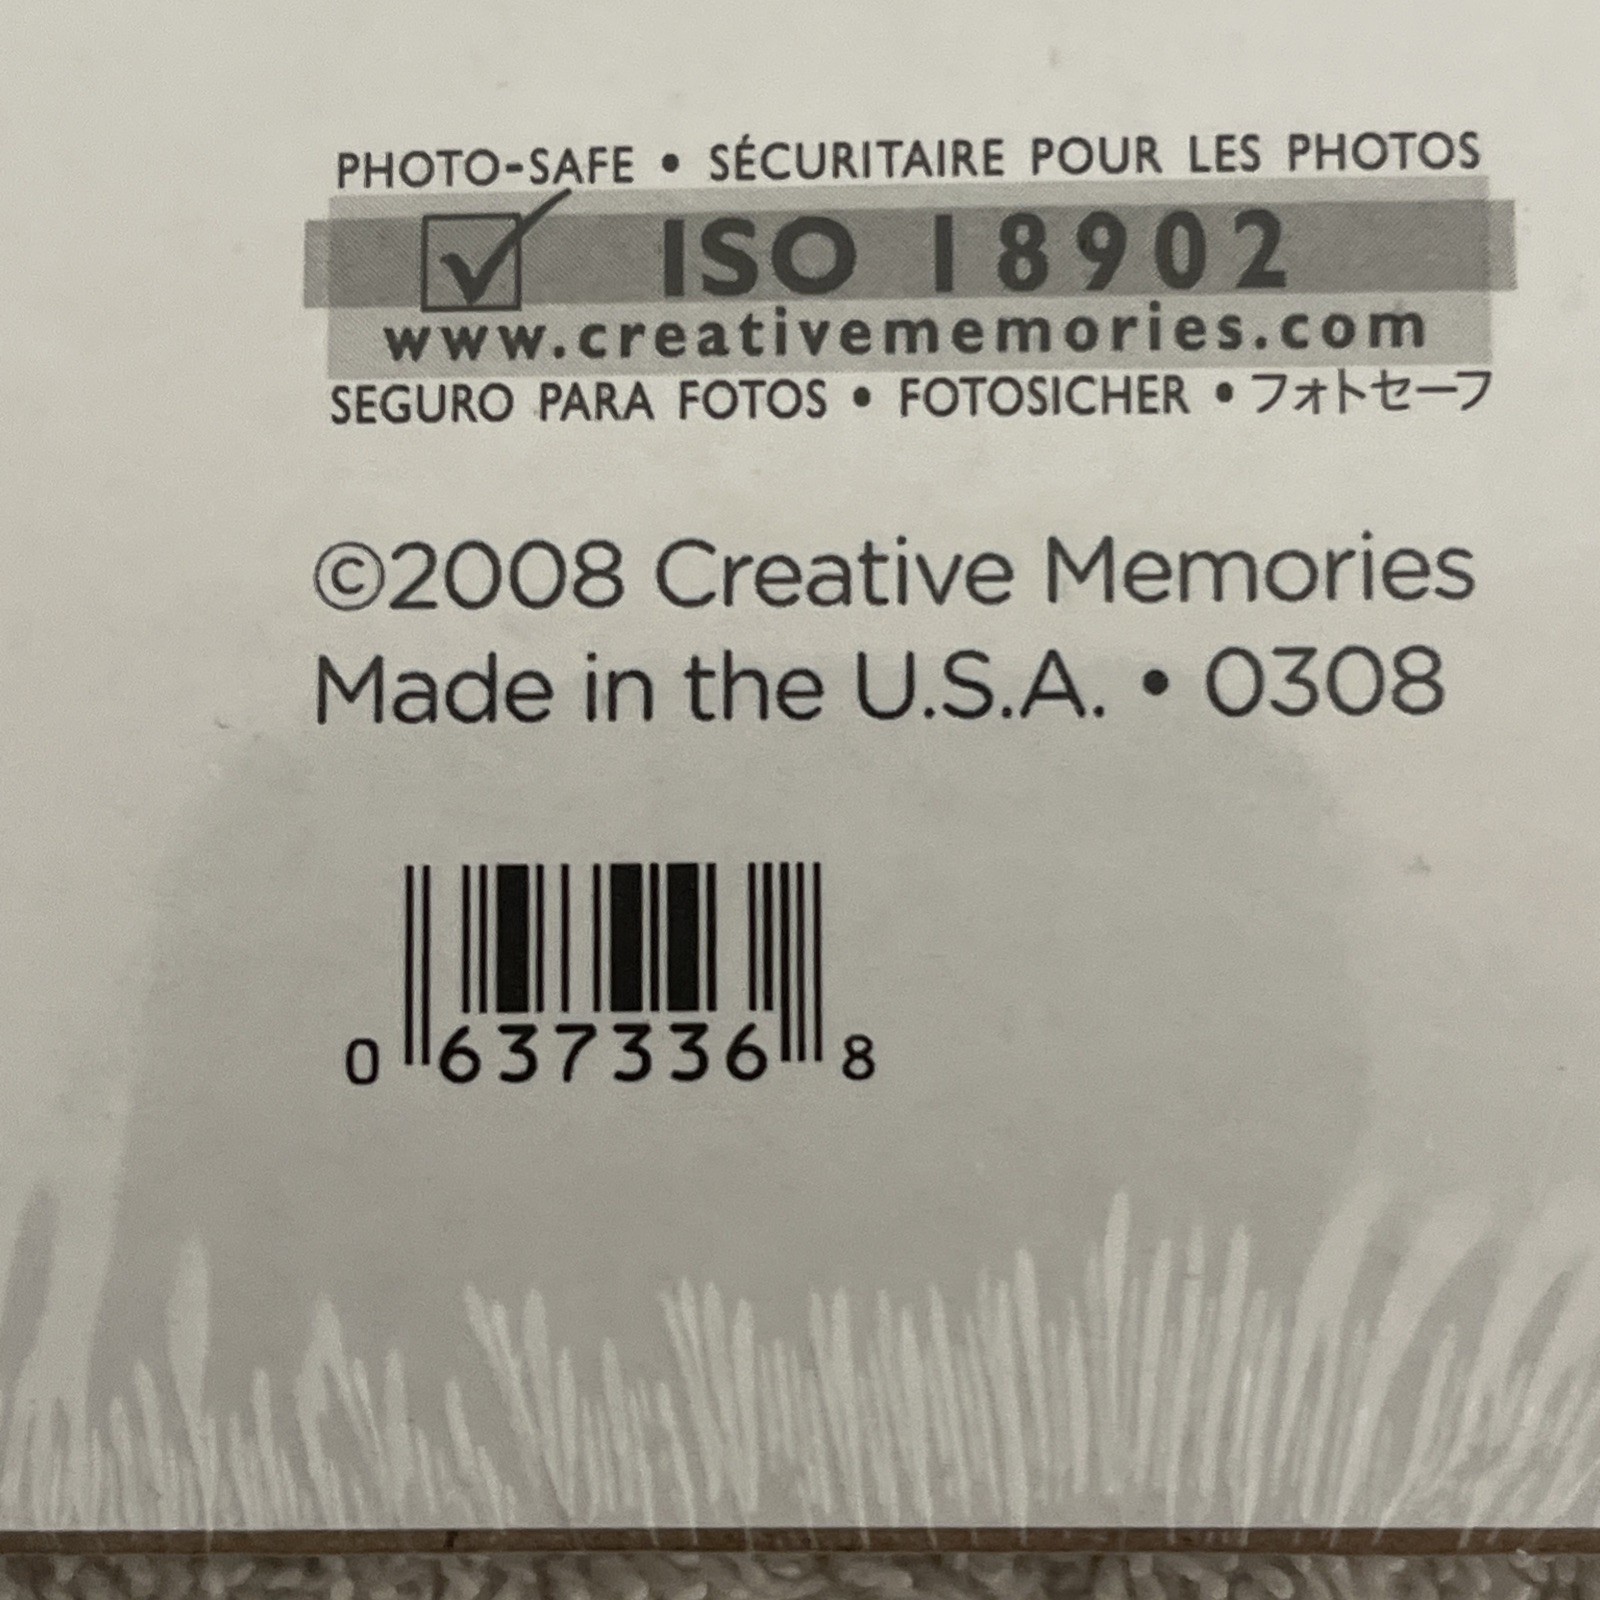 PHOTO-SAFE • SÉCURITAIRE POUR LES PHOTOS
ISO 18902
www.creativememories.com
SEGURO PARA FOTOS • FOTOSICHER • フォトセーフ
©2008 Creative Memories
Made in the U.S.A. • 0308
0 637336 8